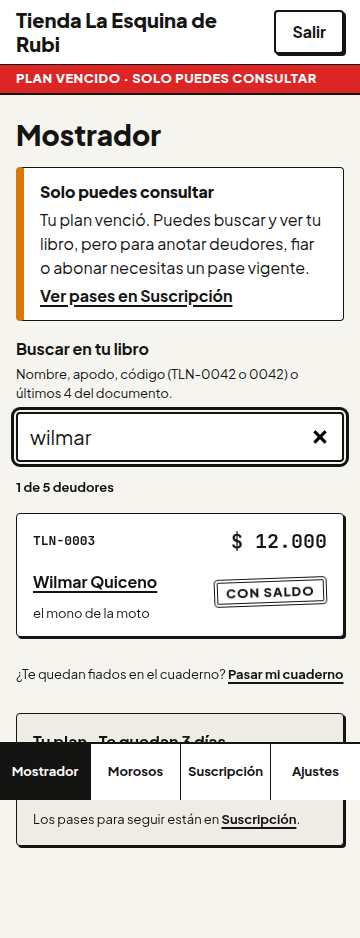 Tienda La Esquina de
Rubi
Salir
PLAN VENCIDO · SOLO PUEDES CONSULTAR
Mostrador
Solo puedes consultar
Tu plan venció. Puedes buscar y ver tu
libro, pero para anotar deudores, fiar
o abonar necesitas un pase vigente.
Ver pases en Suscripción
Buscar en tu libro
Nombre, apodo, código (TLN-0042 o 0042) o
últimos 4 del documento.
wilmar
1 de 5 deudores
TLN-0003
$ 12.000
Wilmar Quiceno
CON SALDO
el mono de la moto
¿Te quedan fiados en el cuaderno? Pasar mi cuaderno
Mostrador
Morosos
Suscripción
Ajustes
Los pases para seguir están en Suscripción.